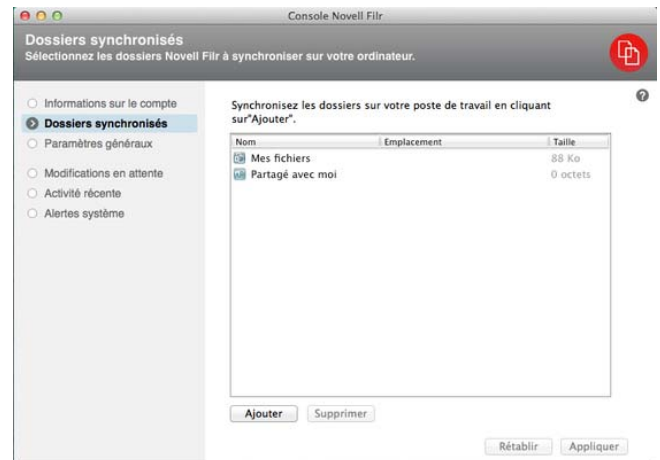 Console Novell Filr
Dossiers synchronisés
Sélectionnez les dossiers Novell Filr à synchroniser sur votre ordinateur.
Informations sur le compte
Dossiers synchronisés
Paramètres généraux
Modifications en attente
Activité récente
Alertes système
?
Synchronisez les dossiers sur votre poste de travail en cliquant
sur"Ajouter".
Nom Emplacement Taille
Mes fichiers 88 Ko
Partagé avec moi 0 octets
Ajouter Supprimer
Rétablir Appliquer